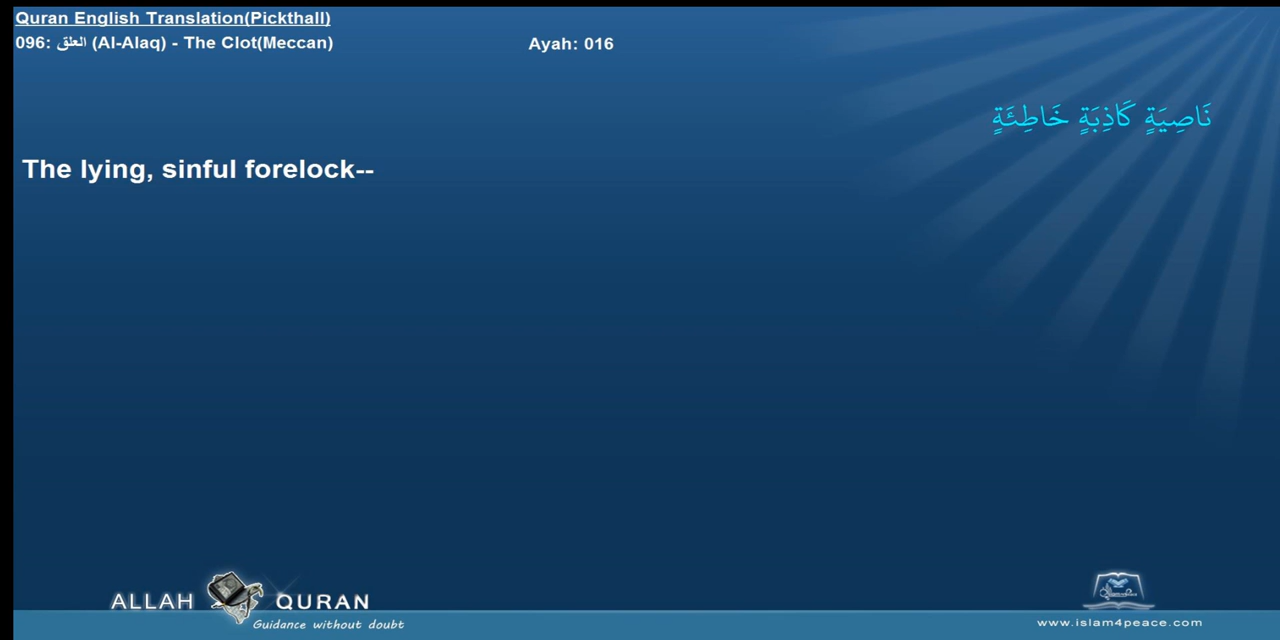 Quran English Translation(Pickthall)
096: العلق (Al-Alaq) - The Clot(Meccan)
Ayah: 016
نَاصِيَةٍ كَاذِبَةٍ خَاطِئَةٍ
The lying, sinful forelock--
ALLAH QURAN
Guidance without doubt
www.islam4peace.com